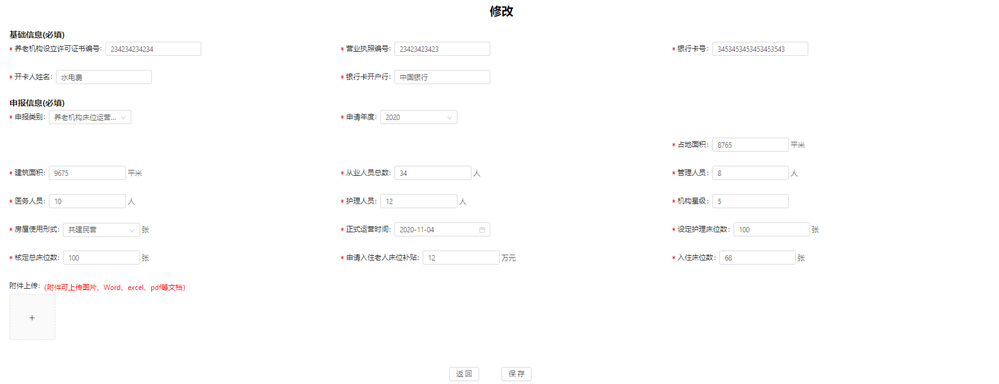 修改
基础信息(必填)
* 养老机构设立许可证书编号: 234234234234 * 营业执照编号: 23423423423 * 银行卡号: 3453453453453453543
* 开卡人姓名: 水电费 * 银行卡开户行: 中国银行
申报信息(必填)
* 申报类别: 养老机构床位运营... * 申请年度: 2020
* 占地面积: 8765 平米
* 建筑面积: 9675 平米 * 从业人员总数: 34 人 * 管理人员: 8 人
* 医务人员: 10 人 * 护理人员: 12 人 * 机构星级: 5
* 房屋使用形式: 共建民营 张 * 正式运营时间: 2020-11-04 * 设定护理床位数: 100 张
* 核定总床位数: 100 张 * 申请入住老人床位补贴: 12 万元 * 入住床位数: 68 张
附件上传: (附件可上传图片、Word、excel、pdf等文档)
+
返 回 保 存